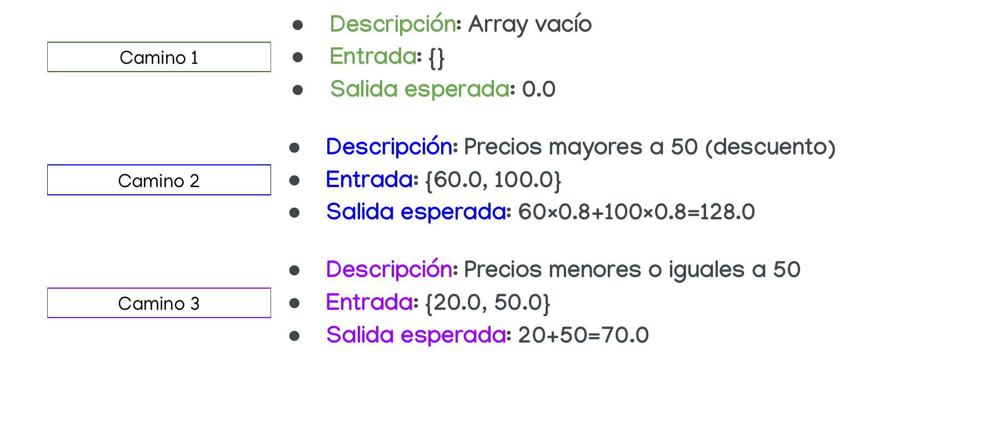 ● Descripción: Array vacío
Camino 1
● Entrada: {}
● Salida esperada: 0.0
● Descripción: Precios mayores a 50 (descuento)
Camino 2
● Entrada: {60.0, 100.0}
● Salida esperada: 60×0.8+100×0.8=128.0
● Descripción: Precios menores o iguales a 50
Camino 3
● Entrada: {20.0, 50.0}
● Salida esperada: 20+50=70.0